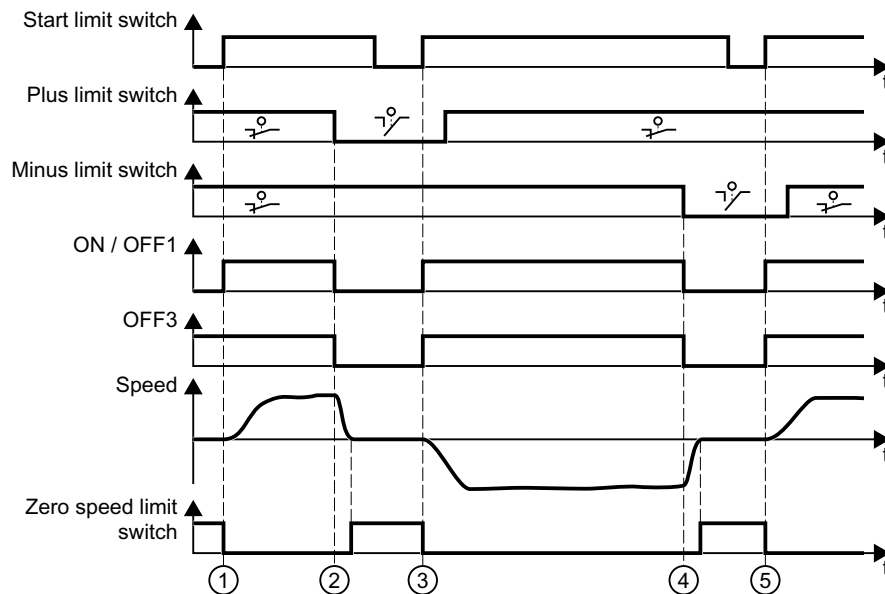 Start limit switch
t
Plus limit switch
t
Minus limit switch
t
ON / OFF1
t
OFF3
t
Speed
t
Zero speed limit
switch
t
1 2 3 4 5